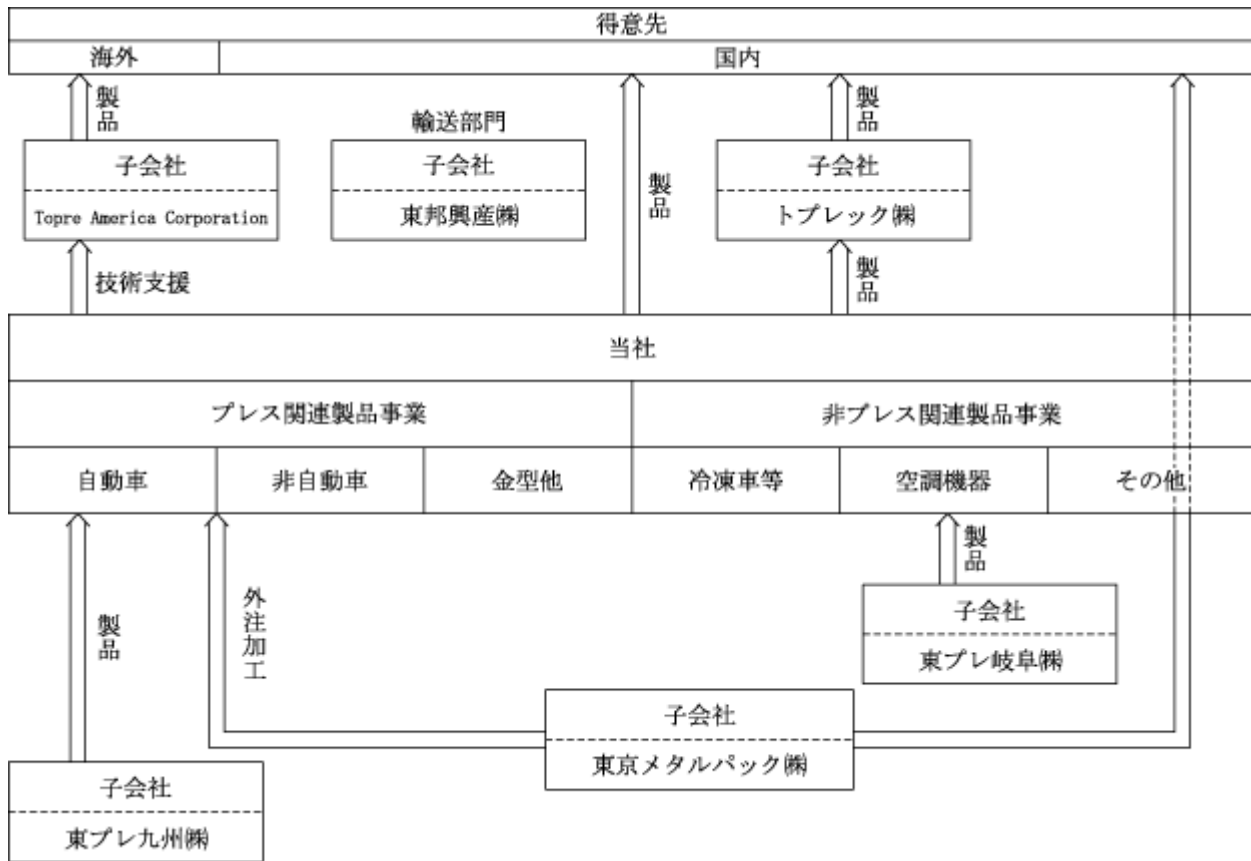 得意先
海外
国内
製品
製品
輸送部門
子会社
Topre America Corporation
子会社
東邦興産㈱
製品
子会社
トプレック㈱
技術支援
製品
当社
プレス関連製品事業
非プレス関連製品事業
自動車
非自動車
金型他
冷凍車等
空調機器
その他
製品
外注加工
製品
子会社
東プレ岐阜㈱
子会社
東京メタルパック㈱
子会社
東プレ九州㈱